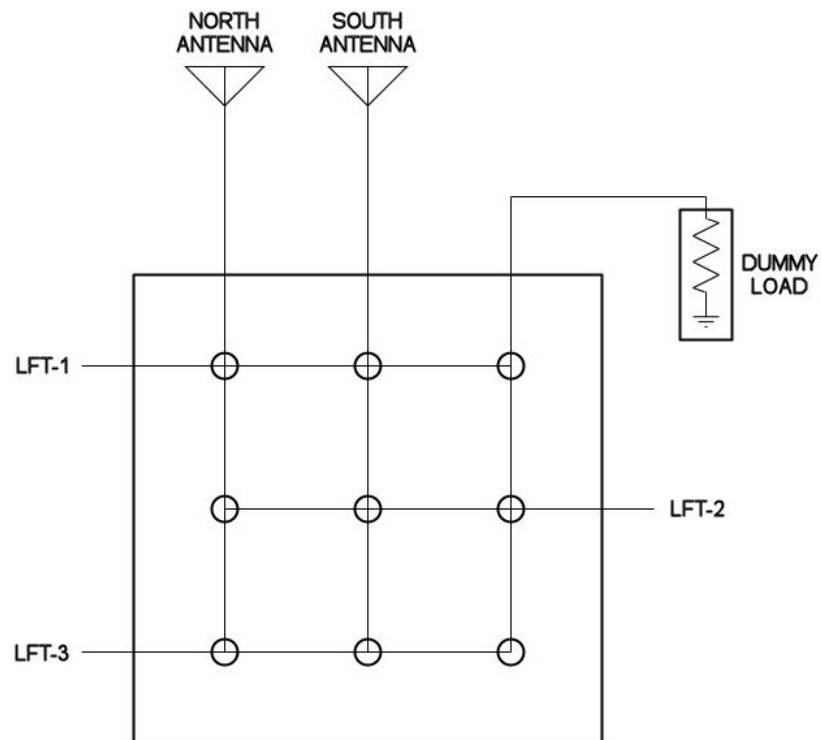 NORTH
ANTENNA
SOUTH
ANTENNA
DUMMY
LOAD
LFT-1
LFT-2
LFT-3